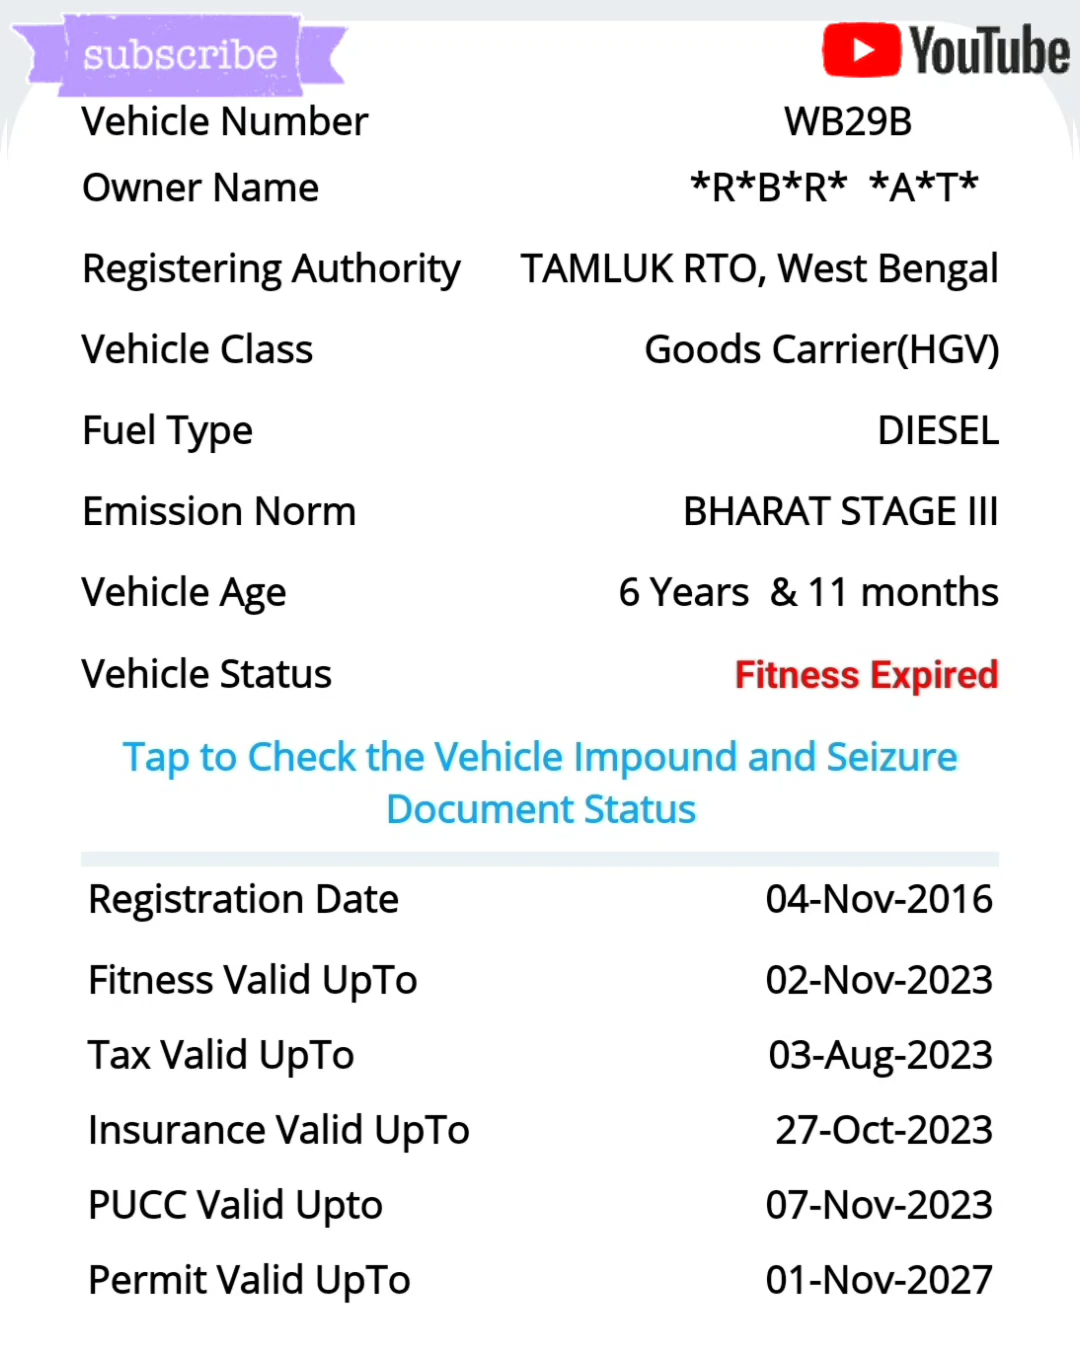 subscribe
YouTube
Vehicle Number WB29B
Owner Name *R*B*R* *A*T*
Registering Authority TAMLUK RTO, West Bengal
Vehicle Class Goods Carrier(HGV)
Fuel Type DIESEL
Emission Norm BHARAT STAGE III
Vehicle Age 6 Years & 11 months
Vehicle Status Fitness Expired
Tap to Check the Vehicle Impound and Seizure
Document Status
Registration Date 04-Nov-2016
Fitness Valid UpTo 02-Nov-2023
Tax Valid UpTo 03-Aug-2023
Insurance Valid UpTo 27-Oct-2023
PUCC Valid Upto 07-Nov-2023
Permit Valid UpTo 01-Nov-2027